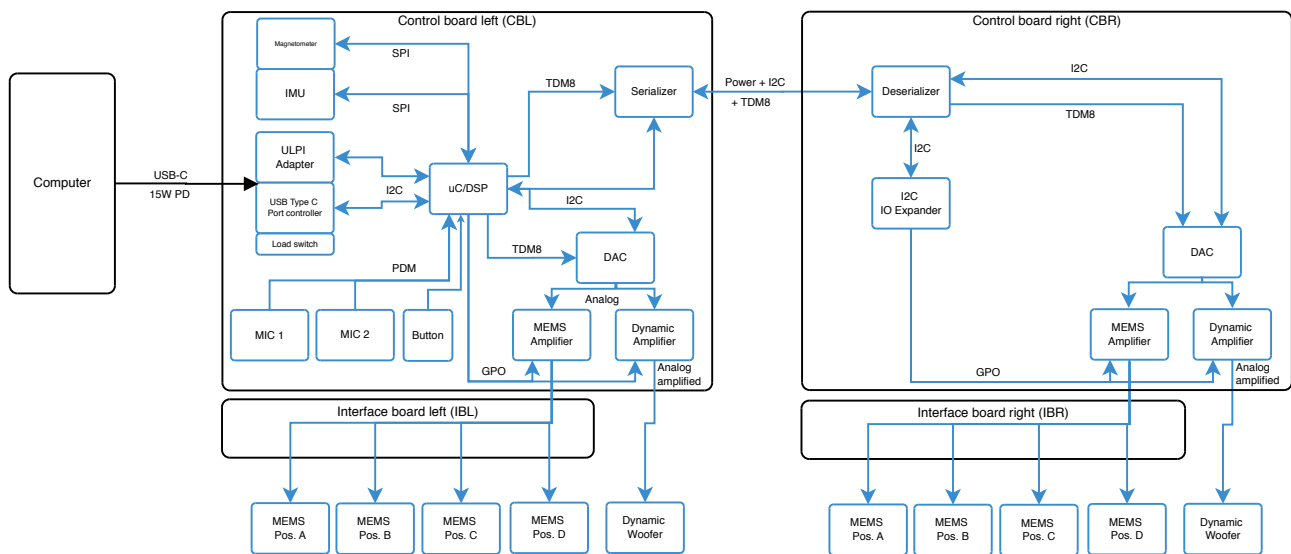 Control board left (CBL)
Control board right (CBR)
Magnetometer
SPI
IMU
SPI
TDM8
Serializer
Power + I2C
+ TDM8
Deserializer
I2C
TDM8
Computer
USB-C
15W PD
ULPI
Adapter
USB Type C
Port controller
Load switch
I2C
uC/DSP
I2C
I2C
I2C
IO Expander
TDM8
DAC
DAC
PDM
Analog
MIC 1
MIC 2
Button
MEMS
Amplifier
Dynamic
Amplifier
MEMS
Amplifier
Dynamic
Amplifier
GPO
Analog
amplified
GPO
Analog
amplified
Interface board left (IBL)
Interface board right (IBR)
MEMS
Pos. A
MEMS
Pos. B
MEMS
Pos. C
MEMS
Pos. D
Dynamic
Woofer
MEMS
Pos. A
MEMS
Pos. B
MEMS
Pos. C
MEMS
Pos. D
Dynamic
Woofer